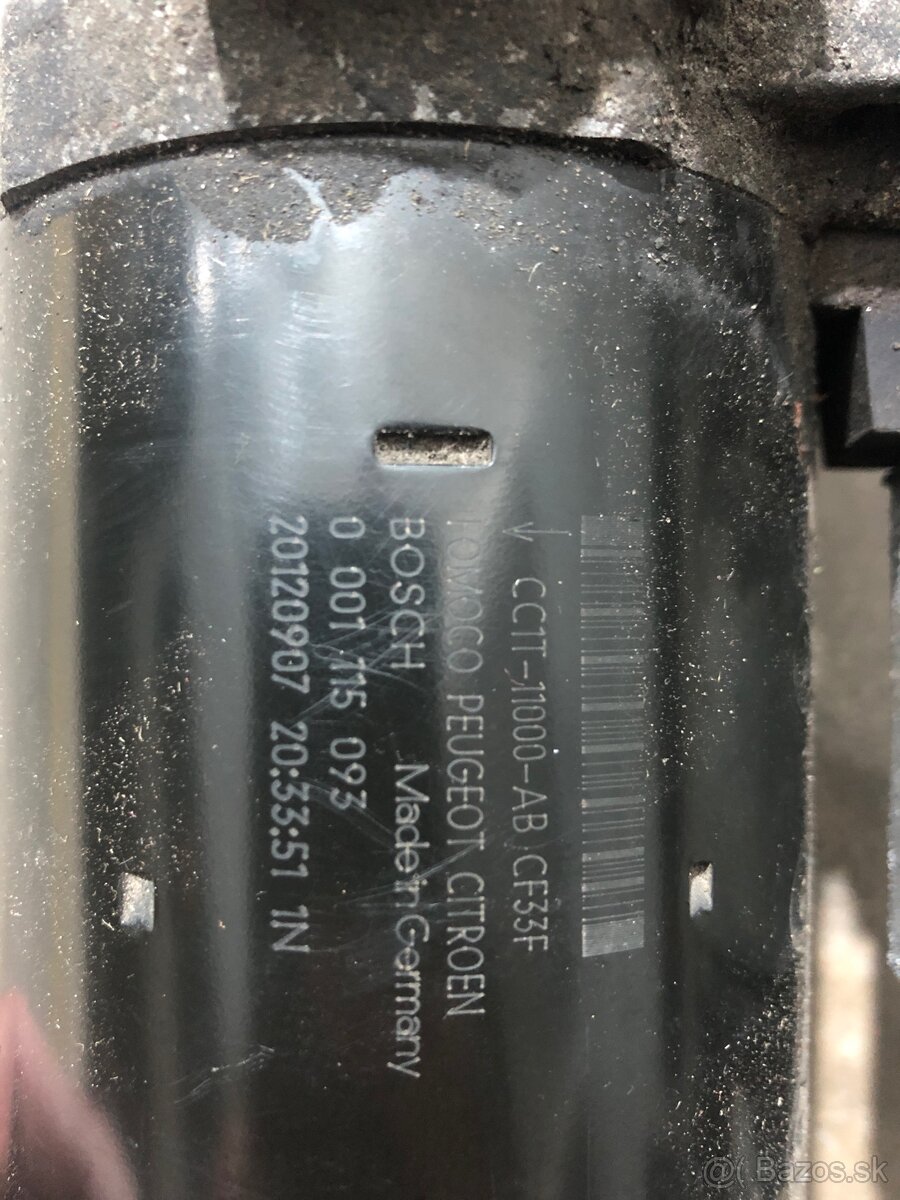 CC1T-11000-AB CF33F
FOMOCO PEUGEOT CITROEN
BOSCH Made in Germany
0 001 115 093
20120907 20:33:51 1N
Bazos.sk